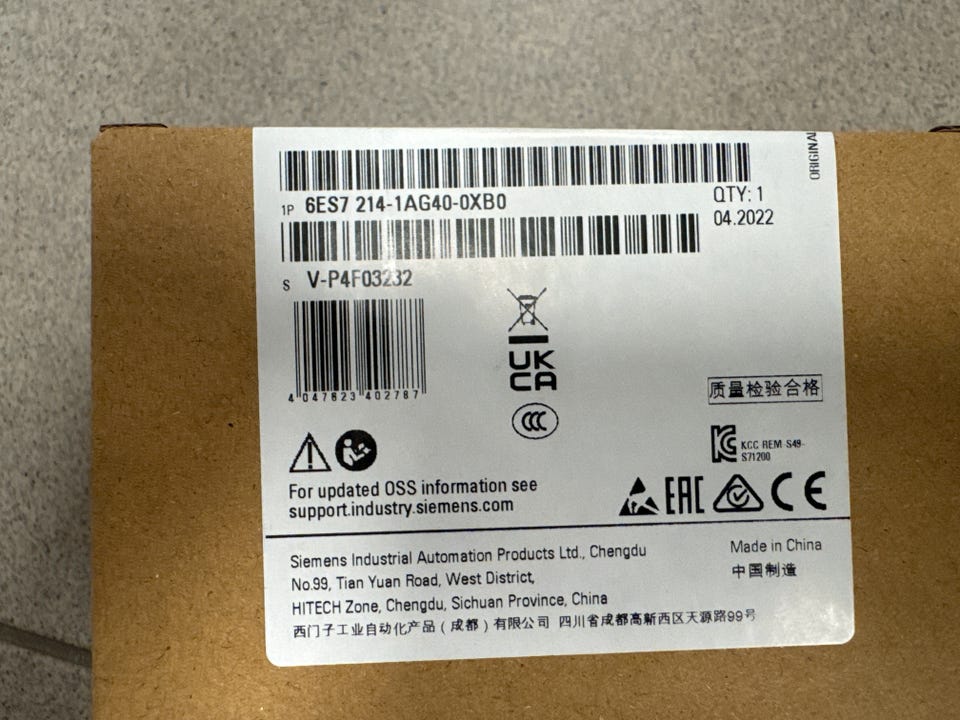 ORIGINAL
1P 6ES7 214-1AG40-0XB0
QTY: 1
04.2022
S V-P4F03232
4 047623 402787
UK
CA
CCC
质量检验合格
KCC-REM-S49-
S71200
For updated OSS information see
support.industry.siemens.com
EAC CE
Siemens Industrial Automation Products Ltd., Chengdu
No.99, Tian Yuan Road, West District,
HITECH Zone, Chengdu, Sichuan Province, China
西门子工业自动化产品（成都）有限公司 四川省成都高新西区天源路99号
Made in China
中国制造